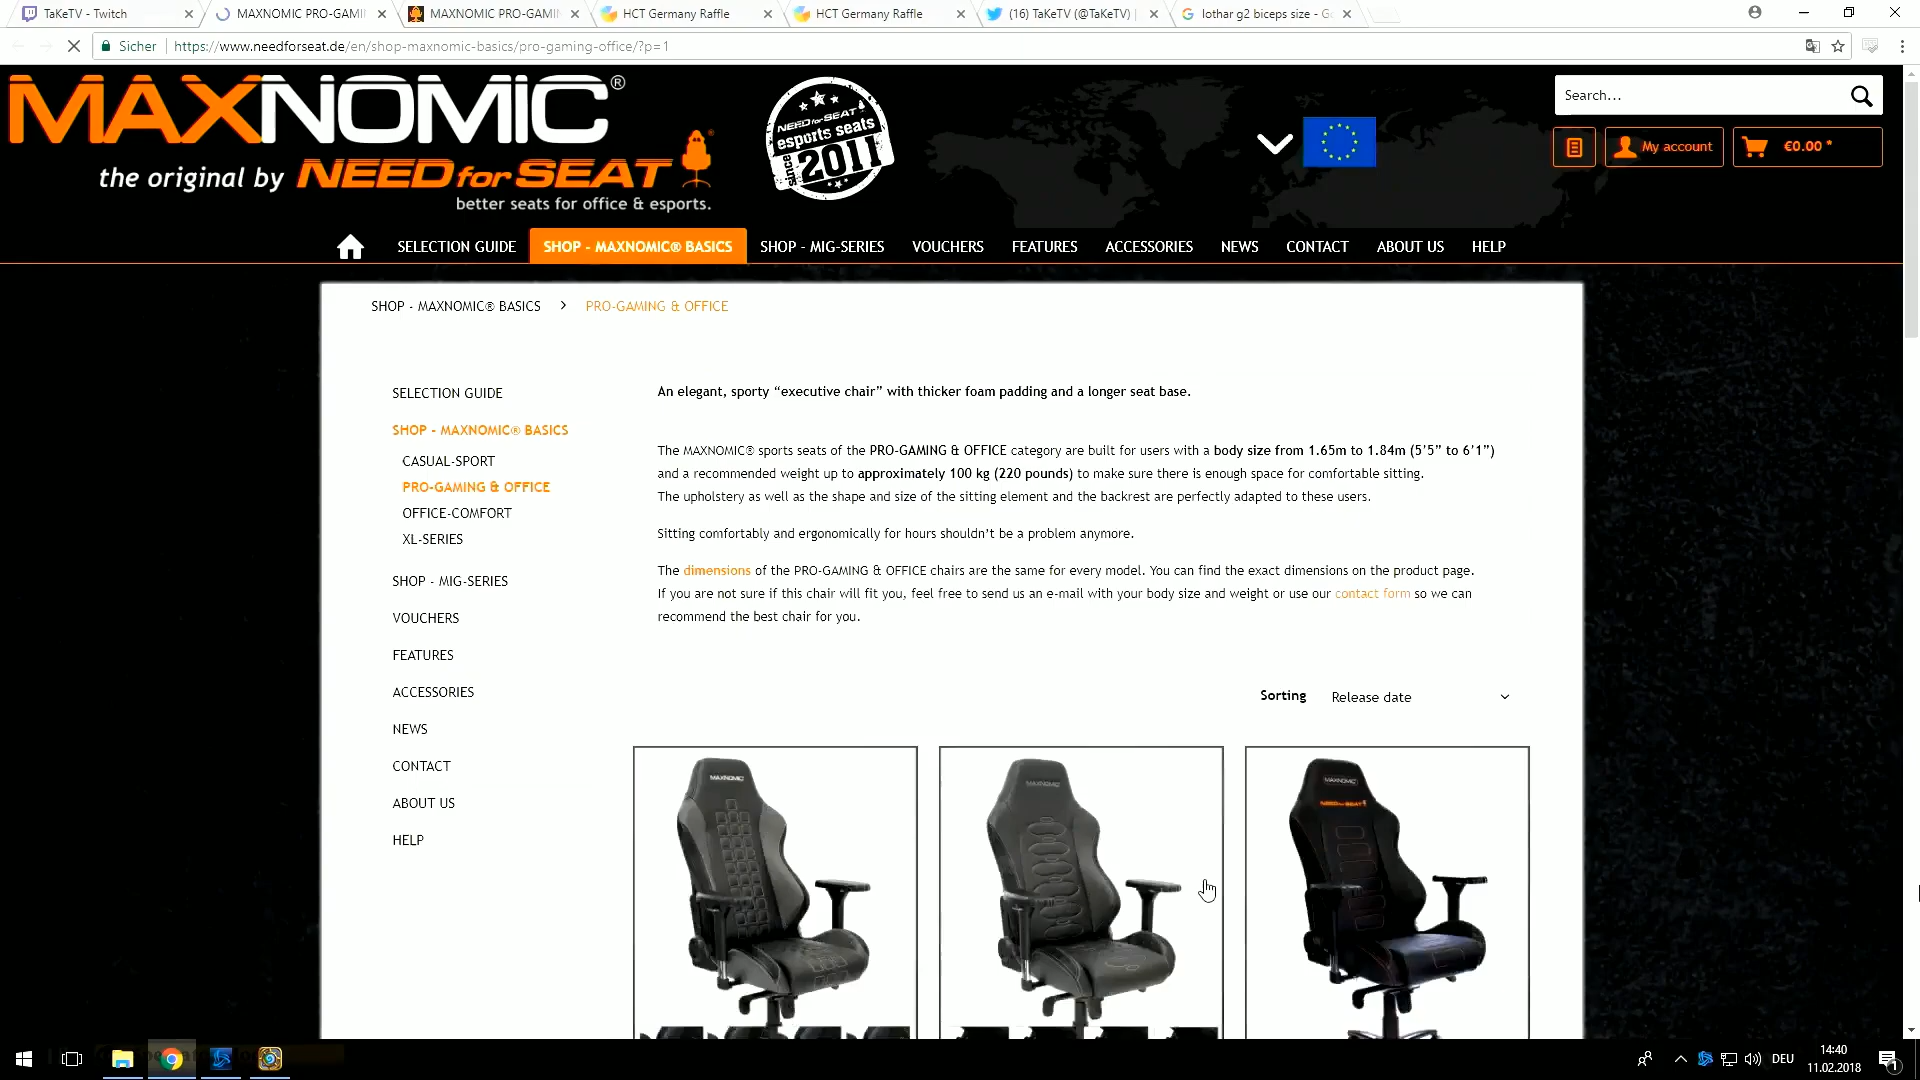 TaKeTV - Twitch
MAXNOMIC PRO-GAMI
MAXNOMIC PRO-GAMIN
HCT Germany Raffle
HCT Germany Raffle
(16) TaKeTV (@TaKeTV) |
lothar g2 biceps size - G
Sicher
https://www.needforseat.de/en/shop-maxnomic-basics/pro-gaming-office/?p=1
MAXNOMIC®
the original by NEED for SEAT
better seats for office & esports.
NEED for SEAT
esports seats
since 2011
Search...
My account
€0.00 *
SELECTION GUIDE
SHOP - MAXNOMIC® BASICS
SHOP - MIG-SERIES
VOUCHERS
FEATURES
ACCESSORIES
NEWS
CONTACT
ABOUT US
HELP
SHOP - MAXNOMIC® BASICS
PRO-GAMING & OFFICE
SELECTION GUIDE
SHOP - MAXNOMIC® BASICS
CASUAL-SPORT
PRO-GAMING & OFFICE
OFFICE-COMFORT
XL-SERIES
SHOP - MIG-SERIES
VOUCHERS
FEATURES
ACCESSORIES
NEWS
CONTACT
ABOUT US
HELP
An elegant, sporty “executive chair” with thicker foam padding and a longer seat base.
The MAXNOMIC® sports seats of the PRO-GAMING & OFFICE category are built for users with a body size from 1.65m to 1.84m (5’5” to 6’1”)
and a recommended weight up to approximately 100 kg (220 pounds) to make sure there is enough space for comfortable sitting.
The upholstery as well as the shape and size of the sitting element and the backrest are perfectly adapted to these users.
Sitting comfortably and ergonomically for hours shouldn’t be a problem anymore.
The dimensions of the PRO-GAMING & OFFICE chairs are the same for every model. You can find the exact dimensions on the product page.
If you are not sure if this chair will fit you, feel free to send us an e-mail with your body size and weight or use our contact form so we can
recommend the best chair for you.
Sorting
Release date
MAXNOMIC
MAXNOMIC
MAXNOMIC
NEED for SEAT
DEU
14:40
11.02.2018
1